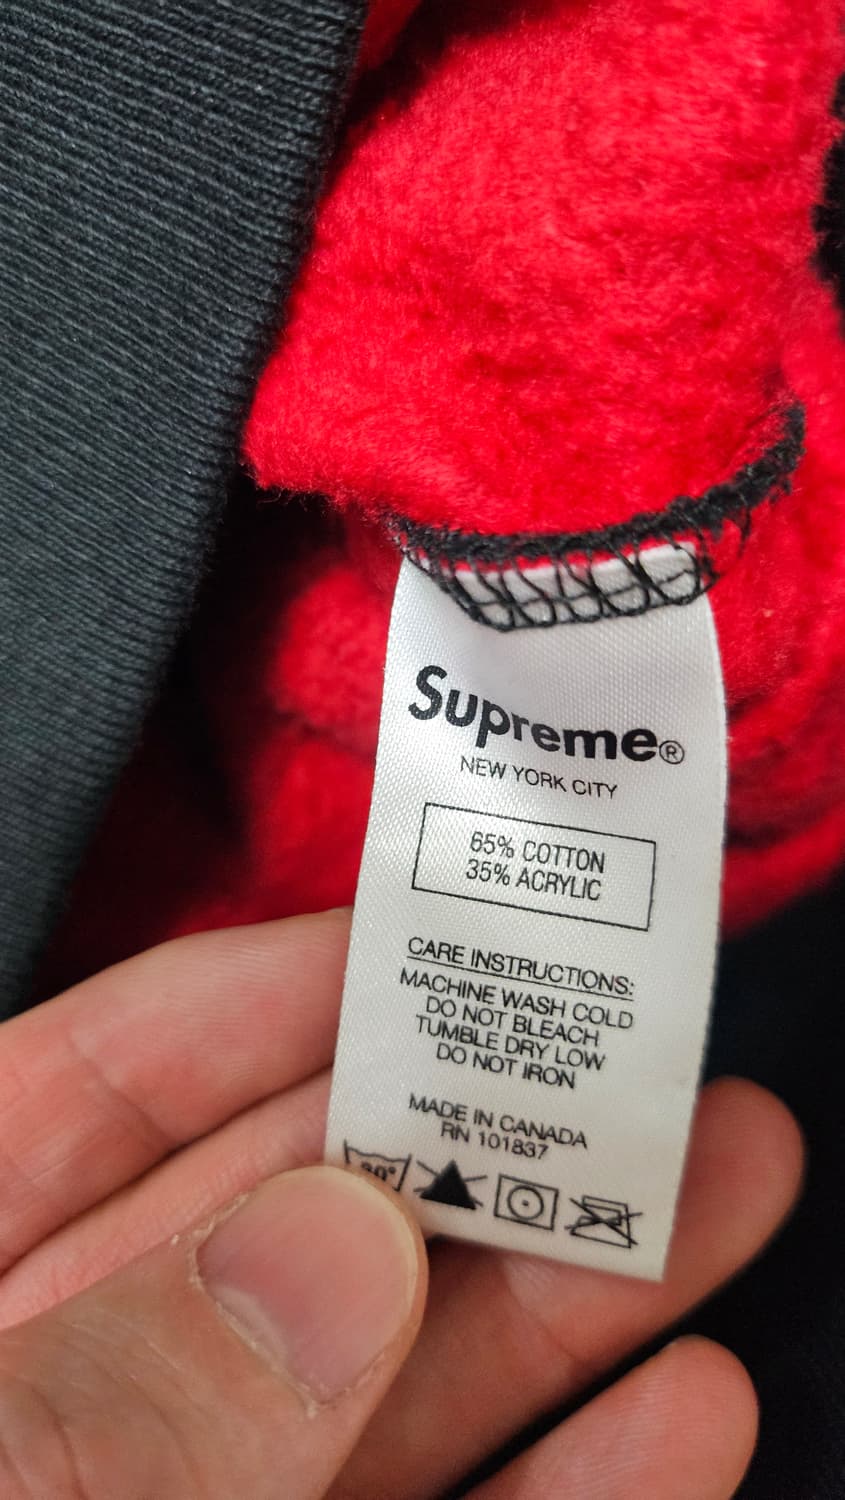 Supreme®
NEW YORK CITY
65% COTTON
35% ACRYLIC
CARE INSTRUCTIONS:
MACHINE WASH COLD
DO NOT BLEACH
TUMBLE DRY LOW
DO NOT IRON
MADE IN CANADA
RN 101837
30°